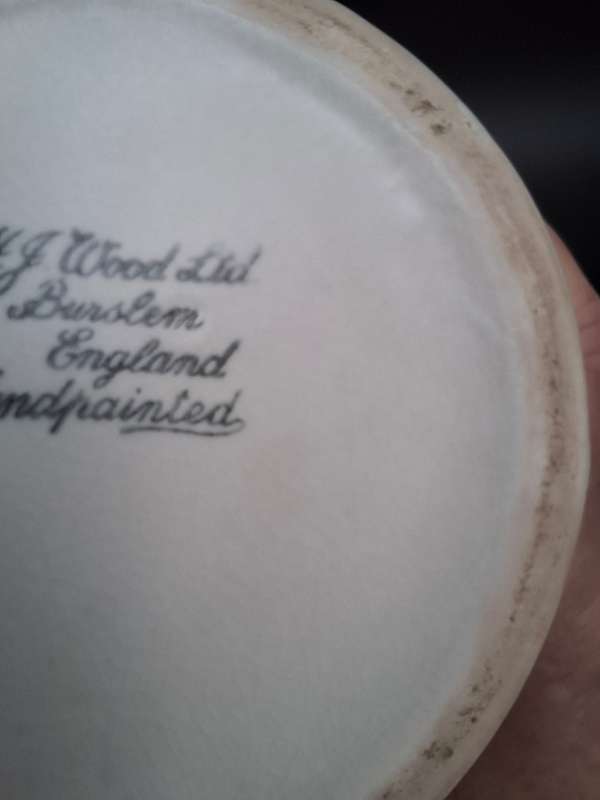 J Wood Ltd
Burslem
England
ndpainted